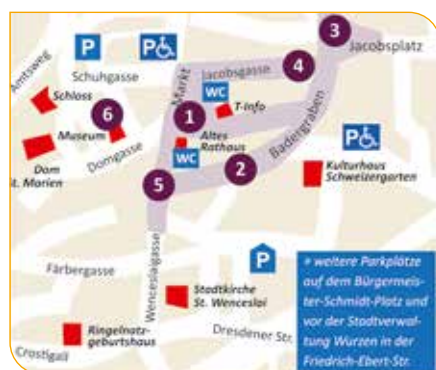 3
Jacobsplatz
Amtsweg
P
P
Schuhgasse
Markt
Jacobsgasse
4
Schloss
WC
T-Info
6
1
Museum
Badergraben
Altes
Rathaus
Domgasse
P
WC
Dom
St. Marien
2
Kulturhaus
Schweizergarten
5
Wenceslaigasse
Färbergasse
P
+ weitere Parkplätze
auf dem Bürgermeis-
ter-Schmidt-Platz und
vor der Stadtverwal-
tung Wurzen in der
Friedrich-Ebert-Str.
Stadtkirche
St. Wenceslai
Ringelnatz-
geburtshaus
Dresdener Str.
Crostigall